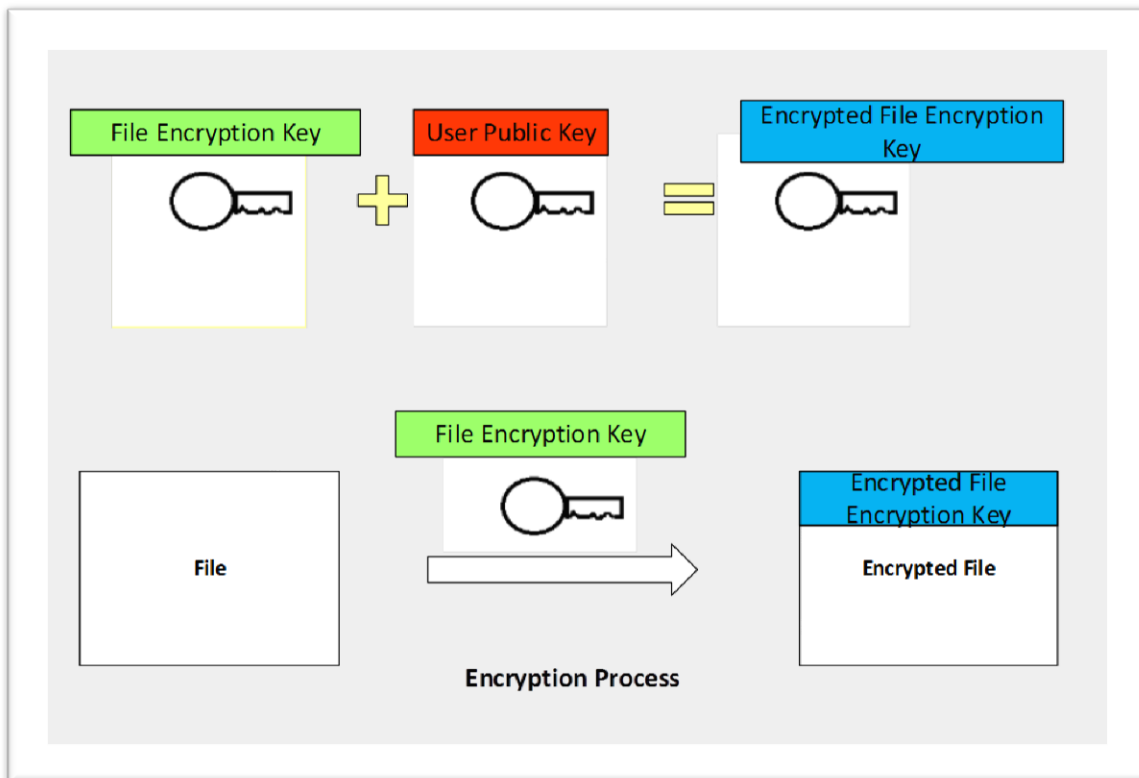 File Encryption Key
User Public Key
Encrypted File Encryption
Key
File Encryption Key
File
Encrypted File
Encryption Key
Encrypted File
Encryption Process